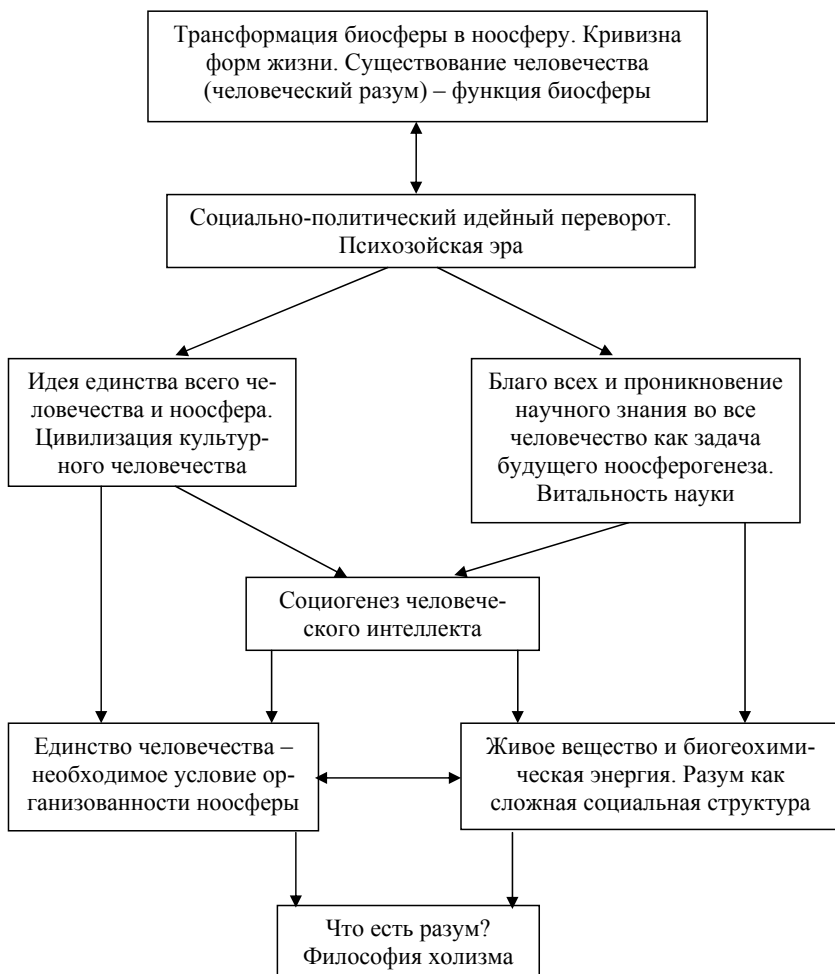 Трансформация биосферы в ноосферу. Кривизна
форм жизни. Существование человечества
(человеческий разум) – функция биосферы
Социально-политический идейный переворот.
Психозойская эра
Идея единства всего че-
ловечества и ноосфера.
Цивилизация культур-
ного человечества
Благо всех и проникновение
научного знания во все
человечество как задача
будущего ноосферогенеза.
Витальность науки
Социогенез человече-
ского интеллекта
Единство человечества –
необходимое условие ор-
ганизованности ноосферы
Живое вещество и биогеохими-
ческая энергия. Разум как
сложная социальная структура
Что есть разум?
Философия холизма